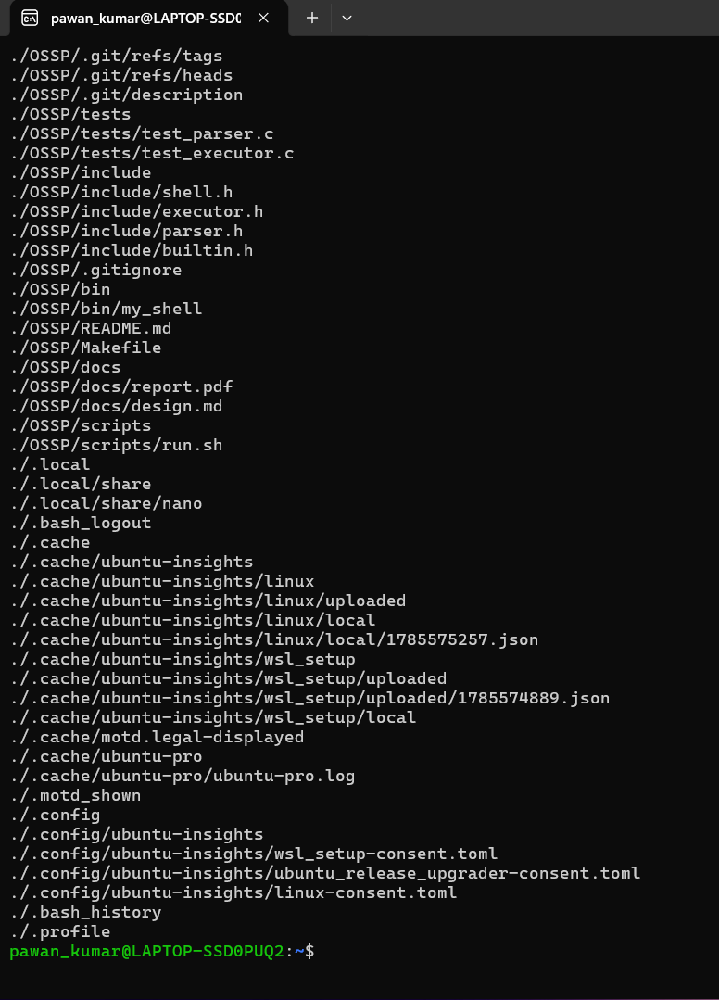 pawan_kumar@LAPTOP-SSD0
./OSSP/.git/refs/tags
./OSSP/.git/refs/heads
./OSSP/.git/description
./OSSP/tests
./OSSP/tests/test_parser.c
./OSSP/tests/test_executor.c
./OSSP/include
./OSSP/include/shell.h
./OSSP/include/executor.h
./OSSP/include/parser.h
./OSSP/include/builtin.h
./OSSP/.gitignore
./OSSP/bin
./OSSP/bin/my_shell
./OSSP/README.md
./OSSP/Makefile
./OSSP/docs
./OSSP/docs/report.pdf
./OSSP/docs/design.md
./OSSP/scripts
./OSSP/scripts/run.sh
./.local
./.local/share
./.local/share/nano
./.bash_logout
./.cache
./.cache/ubuntu-insights
./.cache/ubuntu-insights/linux
./.cache/ubuntu-insights/linux/uploaded
./.cache/ubuntu-insights/linux/local
./.cache/ubuntu-insights/linux/local/1785575257.json
./.cache/ubuntu-insights/wsl_setup
./.cache/ubuntu-insights/wsl_setup/uploaded
./.cache/ubuntu-insights/wsl_setup/uploaded/1785574889.json
./.cache/ubuntu-insights/wsl_setup/local
./.cache/motd.legal-displayed
./.cache/ubuntu-pro
./.cache/ubuntu-pro/ubuntu-pro.log
./.motd_shown
./.config
./.config/ubuntu-insights
./.config/ubuntu-insights/wsl_setup-consent.toml
./.config/ubuntu-insights/ubuntu_release_upgrader-consent.toml
./.config/ubuntu-insights/linux-consent.toml
./.bash_history
./.profile
pawan_kumar@LAPTOP-SSD0PUQ2:~$